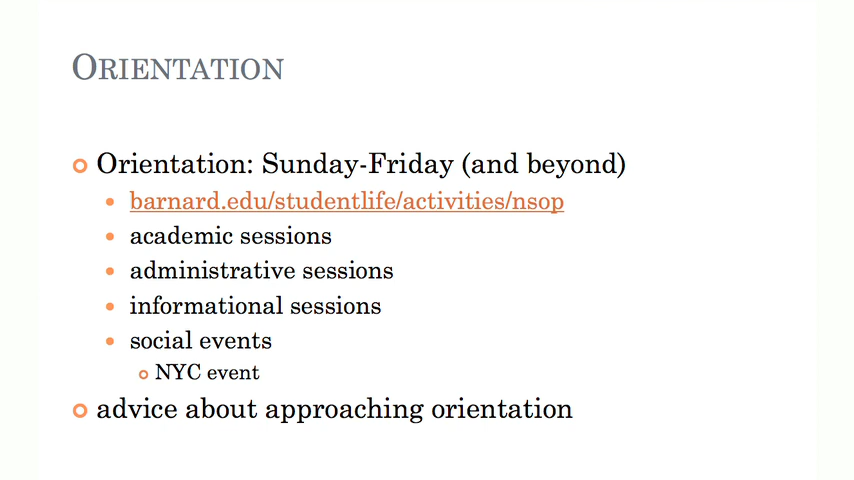 ORIENTATION
Orientation: Sunday-Friday (and beyond)
barnard.edu/studentlife/activities/nsop
academic sessions
administrative sessions
informational sessions
social events
NYC event
advice about approaching orientation